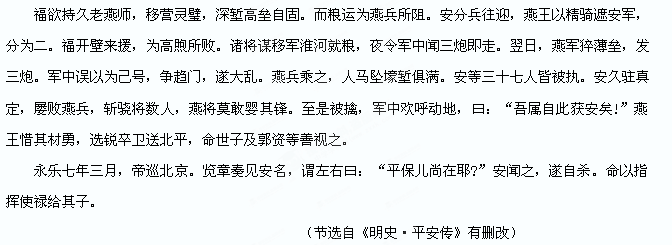 福欲持久老燕师，移营灵璧，深堑高垒自固。而粮运为燕兵所阻。安分兵往迎，燕王以精骑遮安军，
分为二。福开壁来援，为高煦所败。诸将谋移军淮河就粮，夜令军中闻三炮即走。翌日，燕军猝薄垒，发
三炮。军中误以为己号，争趋门，遂大乱。燕兵乘之，人马坠壕堑俱满。安等三十七人皆被执。安久驻真
定，屡败燕兵，斩骁将数人，燕将莫敢婴其锋。至是被擒，军中欢呼动地，曰：“吾属自此获安矣!”燕
王惜其材勇，选锐卒卫送北平，命世子及郭资等善视之。
永乐七年三月，帝巡北京。览章奏见安名，谓左右曰：“平保儿尚在耶?”安闻之，遂自杀。命以指
挥使禄给其子。
（节选自《明史·平安传》有删改）